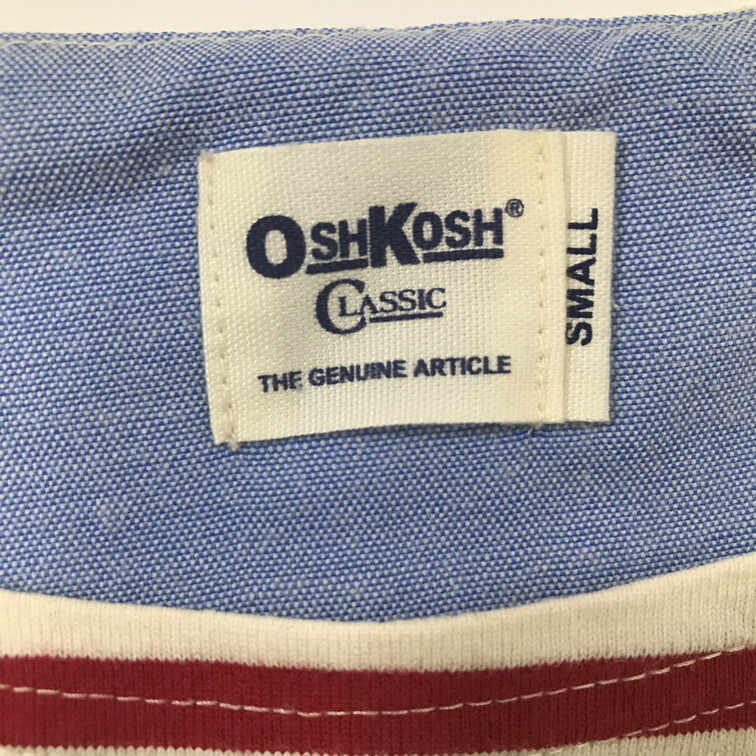 OSHKOSH®
CLASSIC
THE GENUINE ARTICLE
SMALL